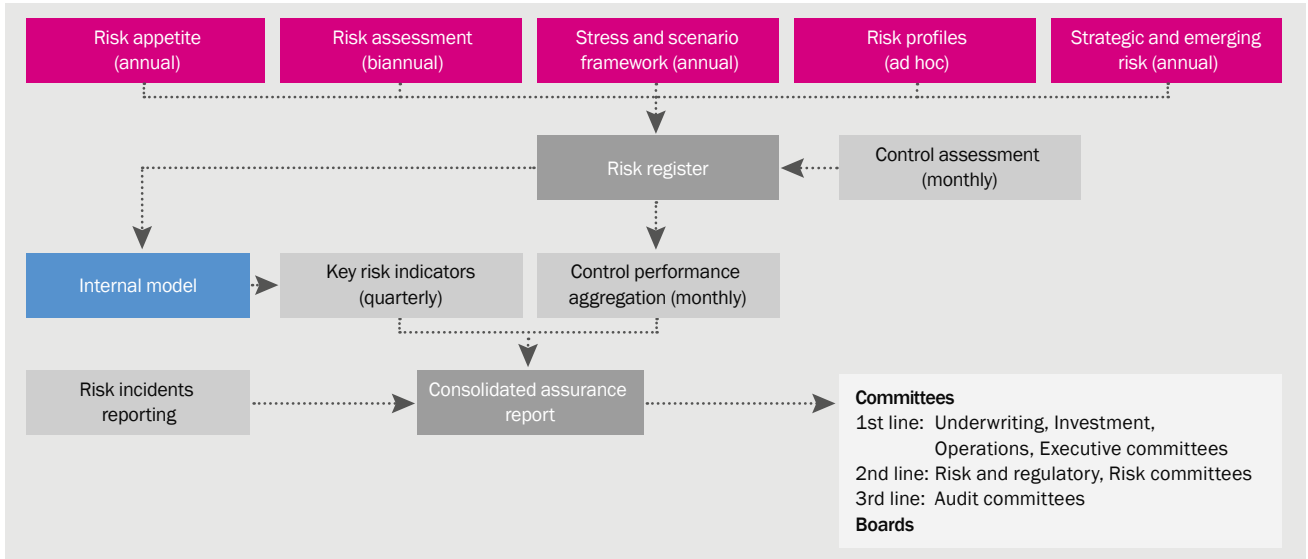 Risk appetite
(annual)
Risk assessment
(biannual)
Stress and scenario
framework (annual)
Risk profiles
(ad hoc)
Strategic and emerging
risk (annual)
Risk register
Control assessment
(monthly)
Internal model
Key risk indicators
(quarterly)
Control performance
aggregation (monthly)
Risk incidents
reporting
Consolidated assurance
report
Committees
1st line: Underwriting, Investment,
Operations, Executive committees
2nd line: Risk and regulatory, Risk committees
3rd line: Audit committees
Boards